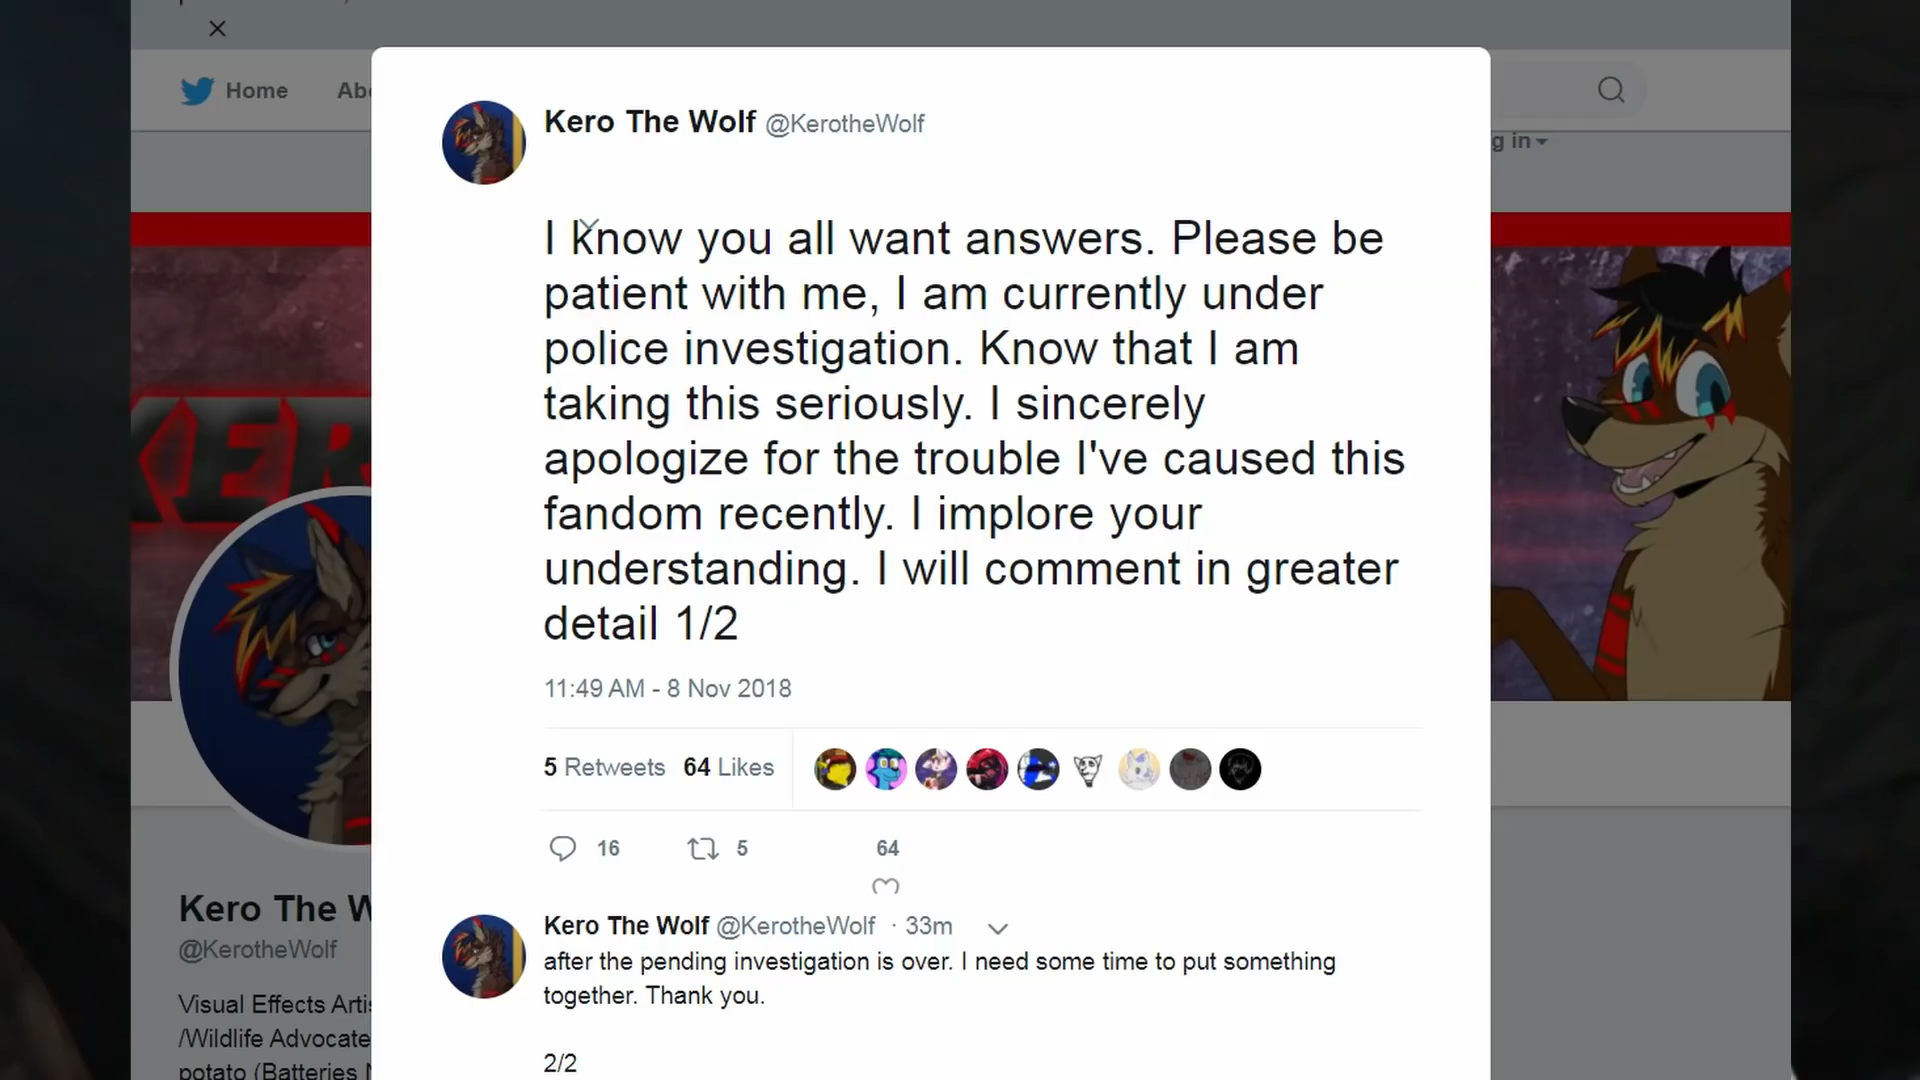 Home
Kero The Wolf @KerotheWolf
g in
I know you all want answers. Please be
patient with me, I am currently under
police investigation. Know that I am
taking this seriously. I sincerely
apologize for the trouble I've caused this
fandom recently. I implore your
understanding. I will comment in greater
detail 1/2
11:49 AM - 8 Nov 2018
5 Retweets 64 Likes
16 5 64
Kero The Wolf @KerotheWolf · 33m
after the pending investigation is over. I need some time to put something
together. Thank you.
2/2
KER
Kero The W
@KerotheWolf
Visual Effects Artis
/Wildlife Advocate
potato (Batteries N